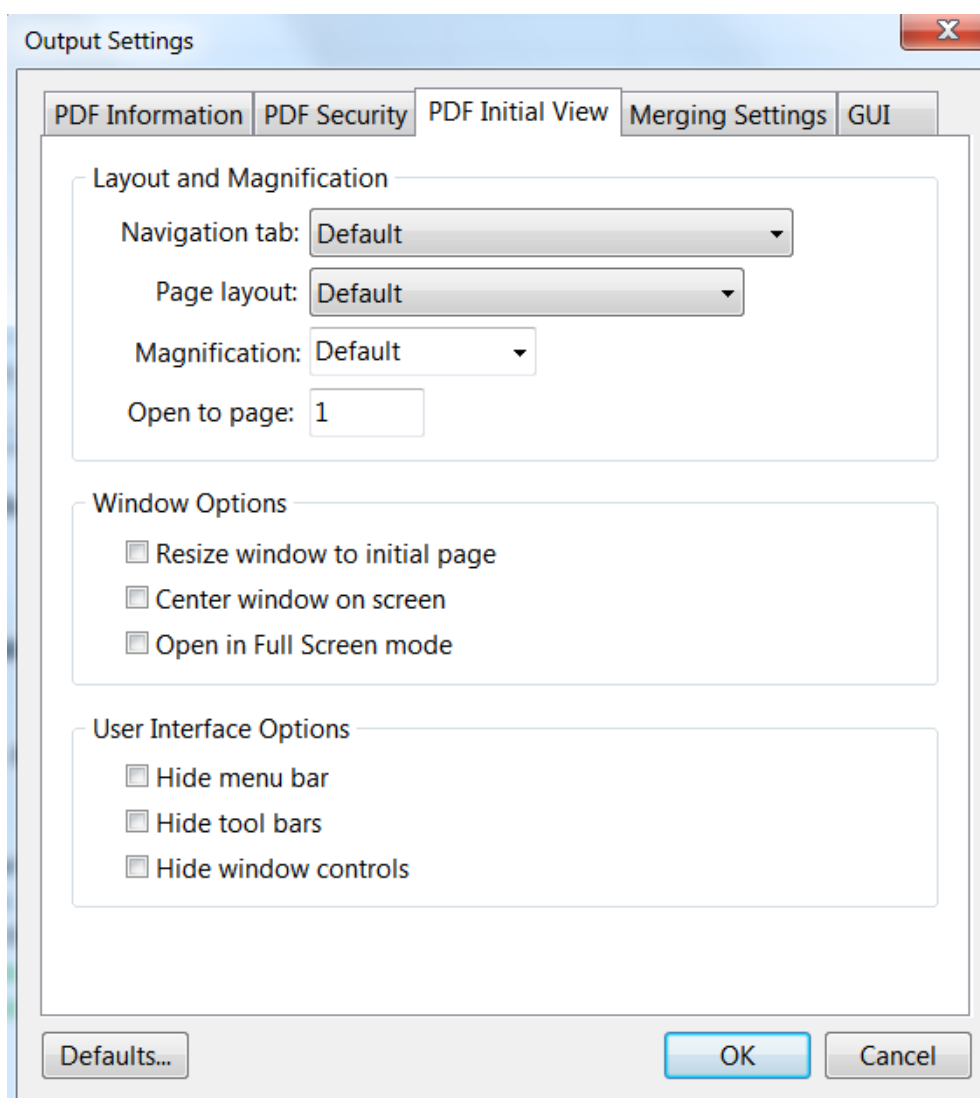 Output Settings
PDF Information PDF Security PDF Initial View Merging Settings GUI
Layout and Magnification
Navigation tab: Default
Page layout: Default
Magnification: Default
Open to page: 1
Window Options
Resize window to initial page
Center window on screen
Open in Full Screen mode
User Interface Options
Hide menu bar
Hide tool bars
Hide window controls
Defaults... OK Cancel